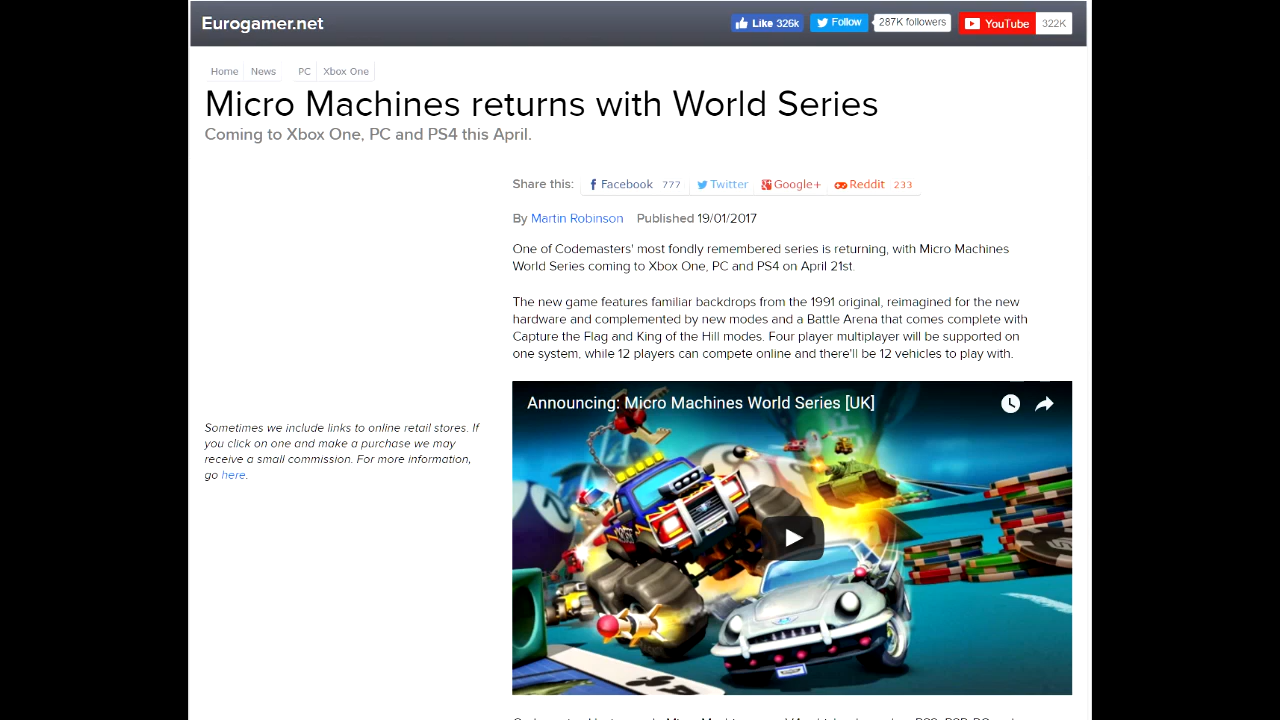 Eurogamer.net
Like 326k
Follow
287K followers
YouTube
322K
Home News PC Xbox One
Micro Machines returns with World Series
Coming to Xbox One, PC and PS4 this April.
Share this: Facebook 777 Twitter Google+ Reddit 233
By Martin Robinson Published 19/01/2017
One of Codemasters' most fondly remembered series is returning, with Micro Machines
World Series coming to Xbox One, PC and PS4 on April 21st.
The new game features familiar backdrops from the 1991 original, reimagined for the new
hardware and complemented by new modes and a Battle Arena that comes complete with
Capture the Flag and King of the Hill modes. Four player multiplayer will be supported on
one system, while 12 players can compete online and there'll be 12 vehicles to play with.
Announcing: Micro Machines World Series [UK]
Sometimes we include links to online retail stores. If
you click on one and make a purchase we may
receive a small commission. For more information,
go here.